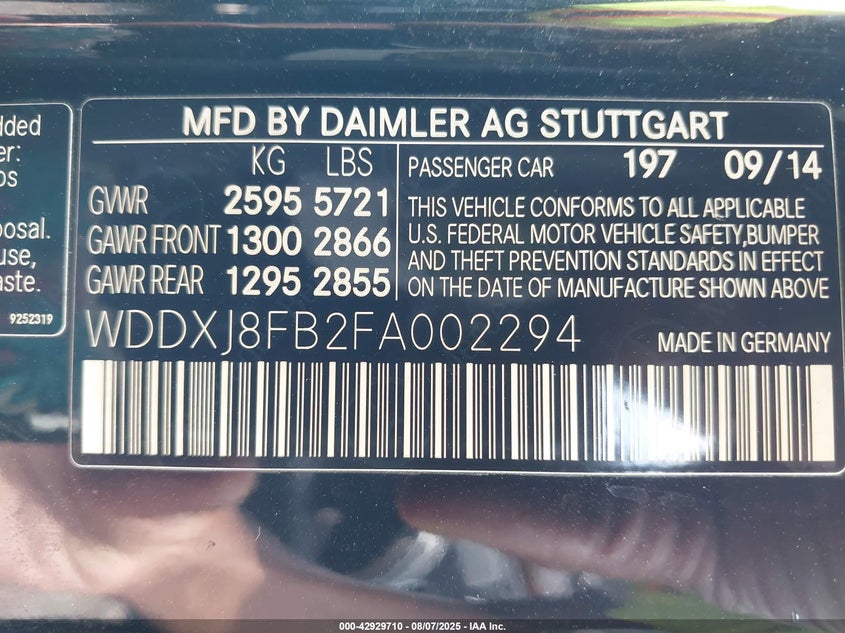 dded
er:
os
posal.
use,
aste.
9252319
MFD BY DAIMLER AG STUTTGART
KG LBS
GVWR 2595 5721
GAWR FRONT 1300 2866
GAWR REAR 1295 2855
PASSENGER CAR 197 09/14
THIS VEHICLE CONFORMS TO ALL APPLICABLE
U.S. FEDERAL MOTOR VEHICLE SAFETY,BUMPER
AND THEFT PREVENTION STANDARDS IN EFFECT
ON THE DATE OF MANUFACTURE SHOWN ABOVE
WDDXJ8FB2FA002294 MADE IN GERMANY
000-42929710 - 08/07/2025 - IAA Inc.